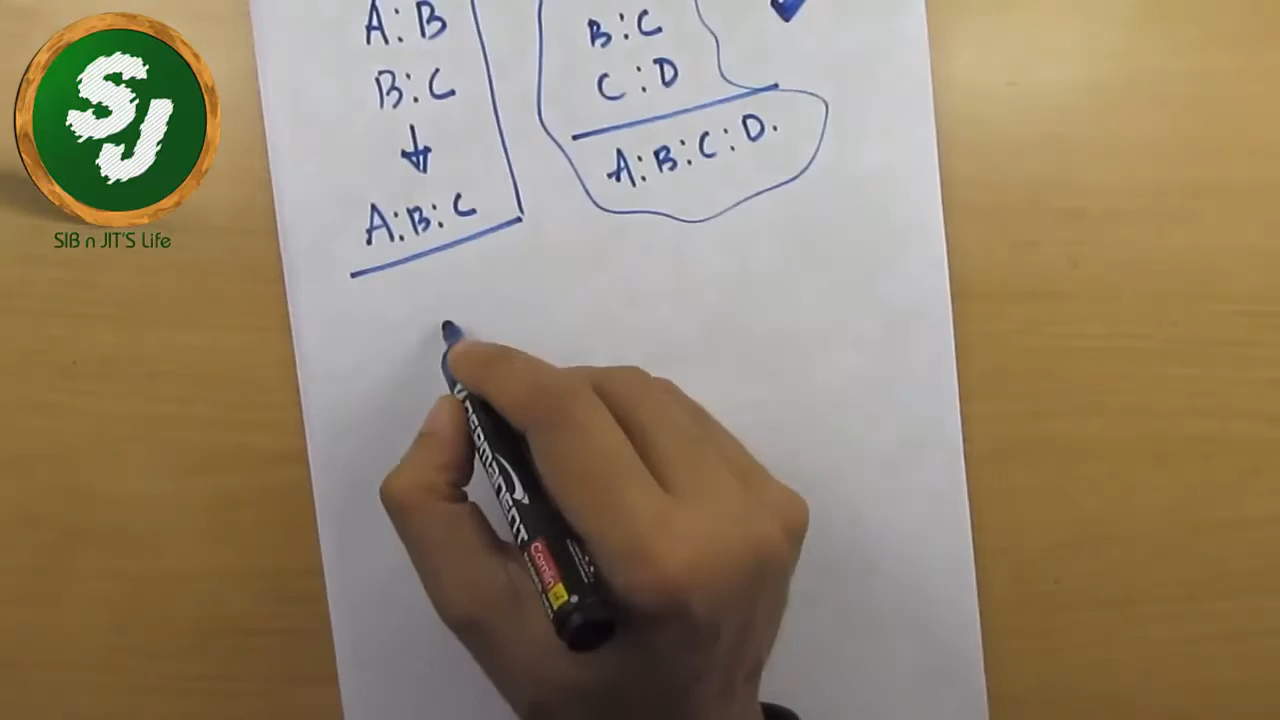 SJ
SIB n JIT'S Life
A:B
B:C
A:B:C
B:C
C:D
A:B:C:D.
PERMANENT
Camlin